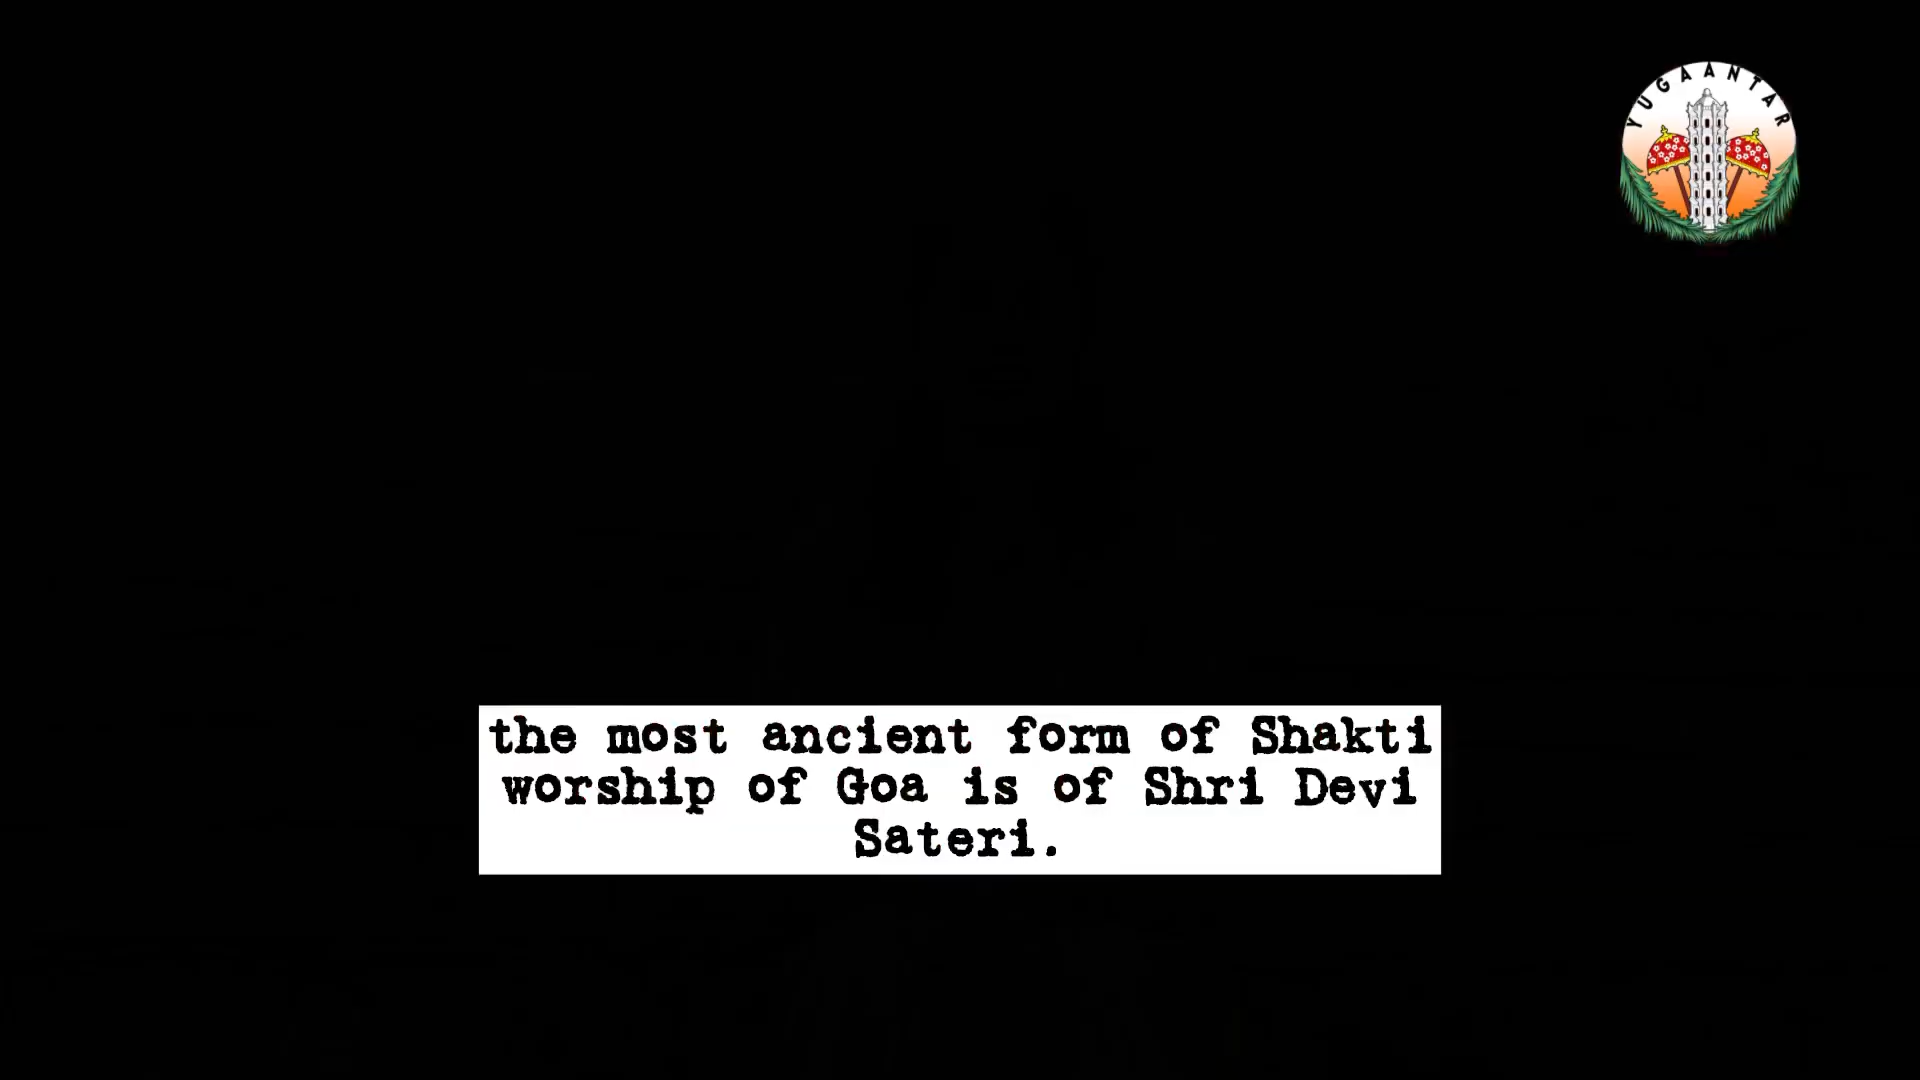 YUGAANTAR
the most ancient form of Shakti
worship of Goa is of Shri Devi
Sateri.